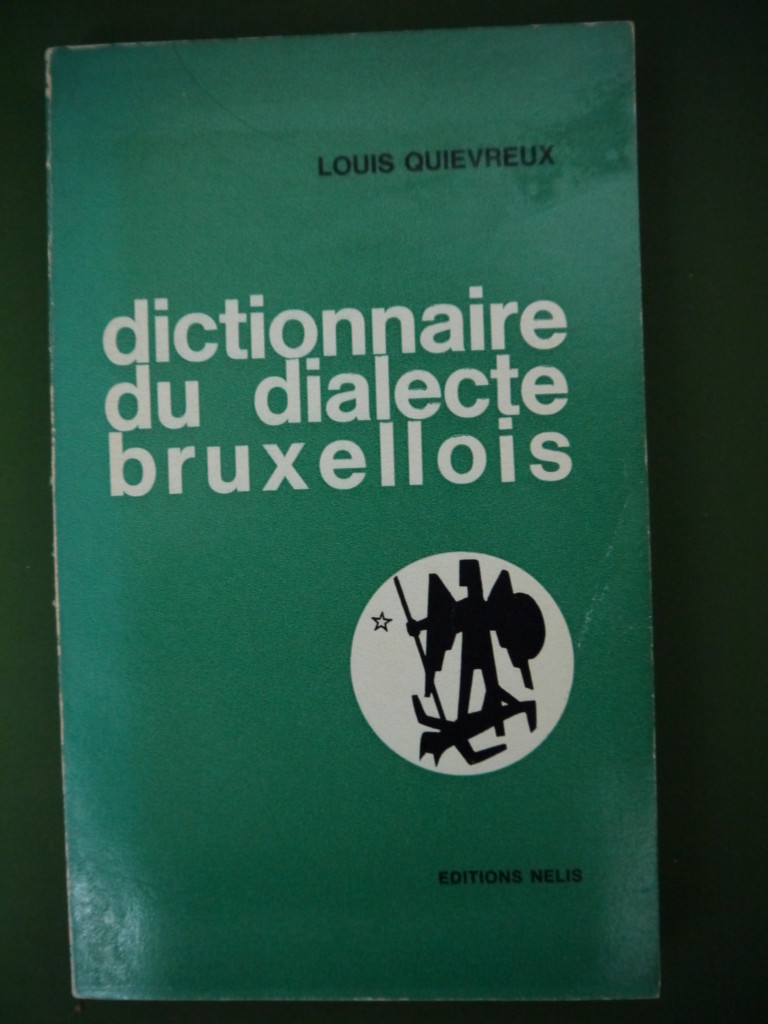 LOUIS QUIEVREUX
dictionnaire
du dialecte
bruxellois
EDITIONS NELIS